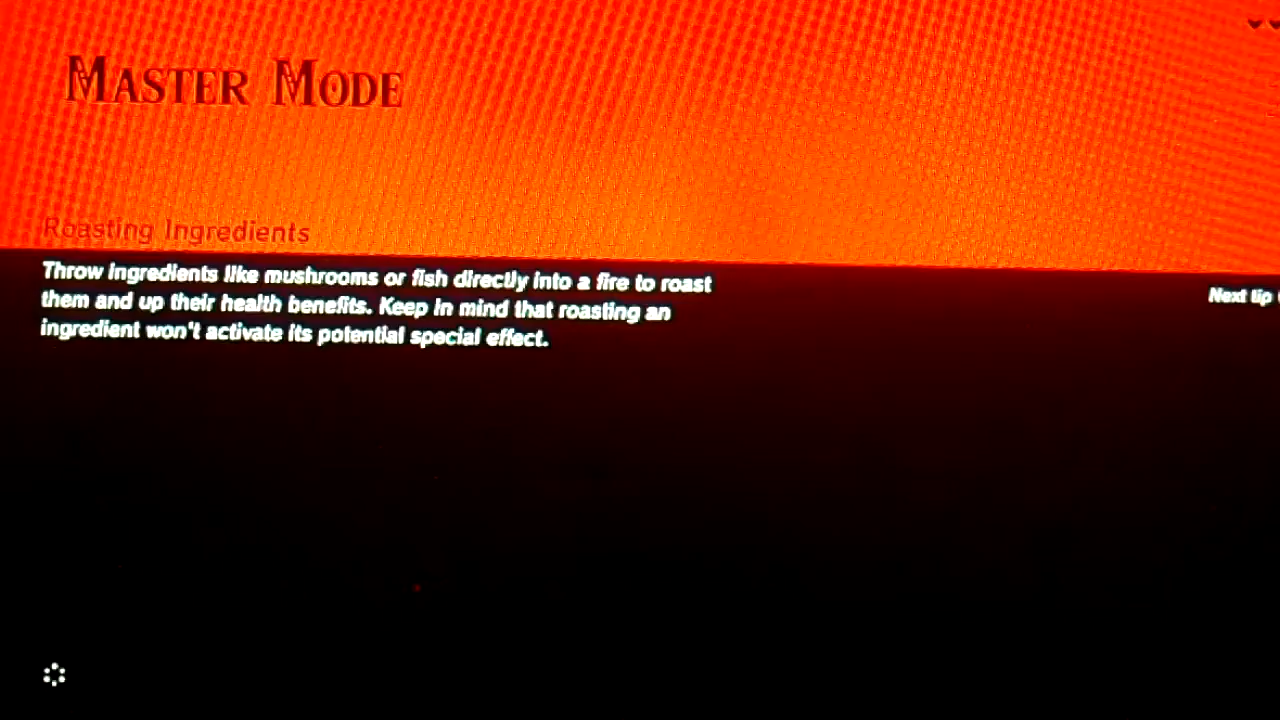 Master Mode
Roasting Ingredients
Throw ingredients like mushrooms or fish directly into a fire to roast
them and up their health benefits. Keep in mind that roasting an
ingredient won't activate its potential special effect.
Next tip